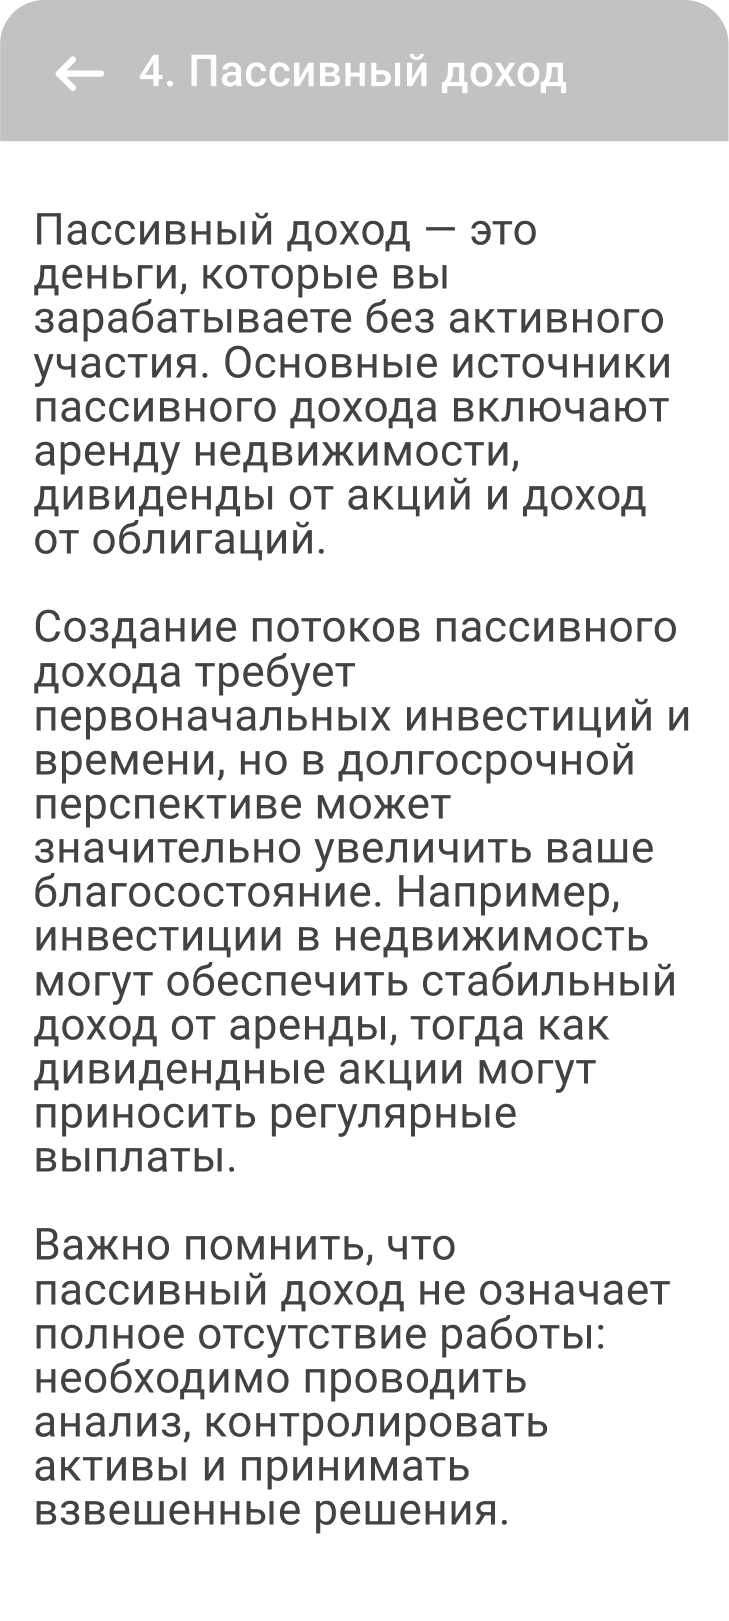 4. Пассивный доход
Пассивный доход — это
деньги, которые вы
зарабатываете без активного
участия. Основные источники
пассивного дохода включают
аренду недвижимости,
дивиденды от акций и доход
от облигаций.
Создание потоков пассивного
дохода требует
первоначальных инвестиций и
времени, но в долгосрочной
перспективе может
значительно увеличить ваше
благосостояние. Например,
инвестиции в недвижимость
могут обеспечить стабильный
доход от аренды, тогда как
дивидендные акции могут
приносить регулярные
выплаты.
Важно помнить, что
пассивный доход не означает
полное отсутствие работы:
необходимо проводить
анализ, контролировать
активы и принимать
взвешенные решения.